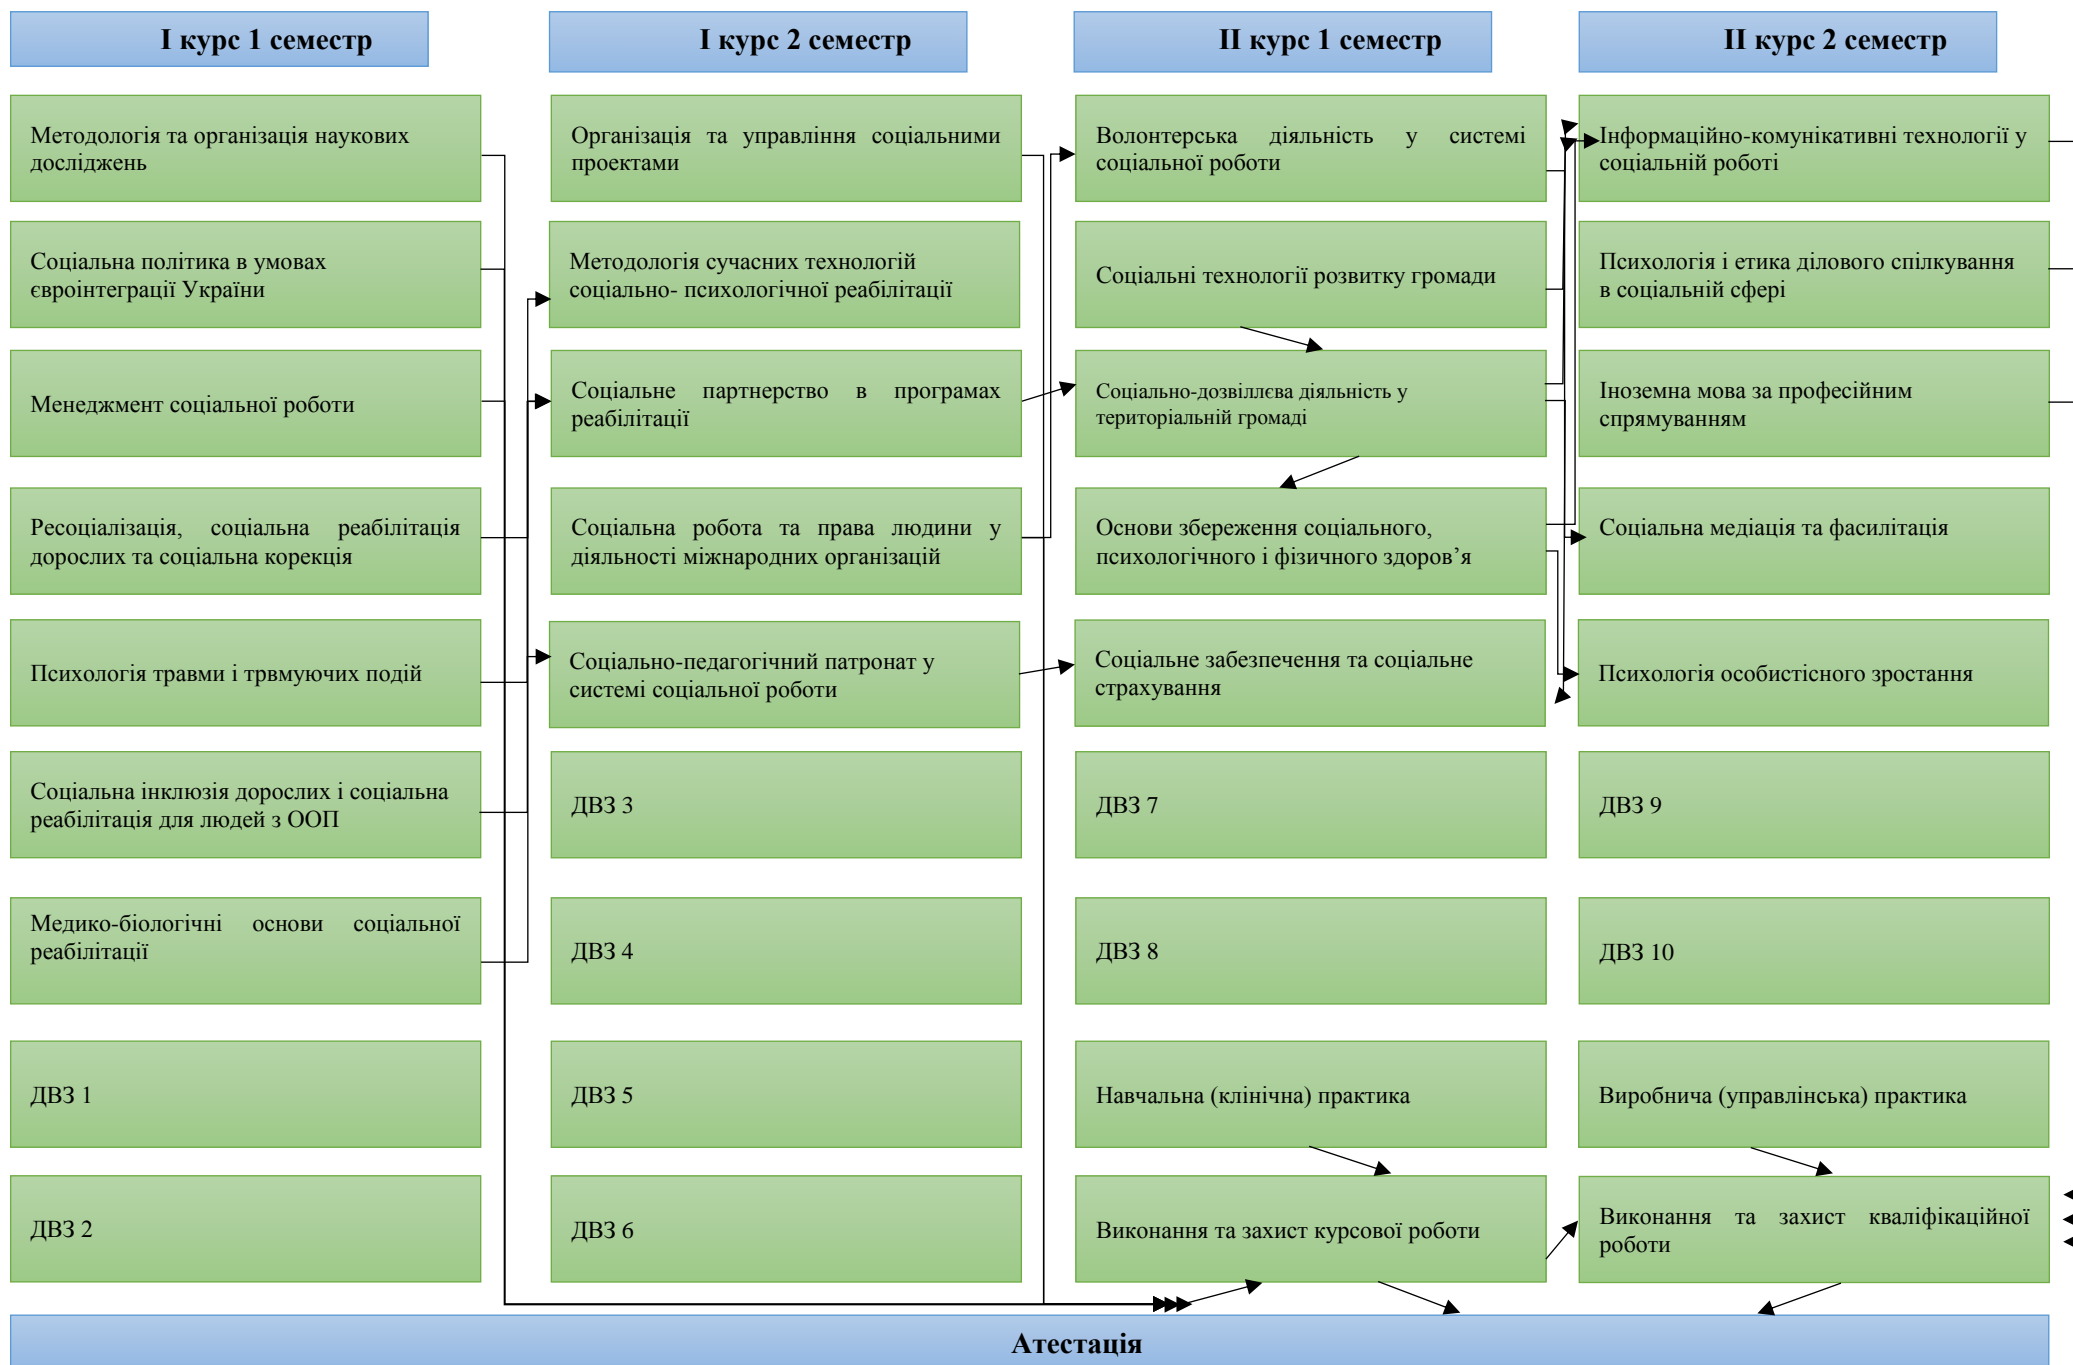 І курс 1 семестр
І курс 2 семестр
ІІ курс 1 семестр
ІІ курс 2 семестр
Методологія та організація наукових
досліджень
Організація та управління соціальними
проектами
Волонтерська діяльність у системі
соціальної роботи
Інформаційно-комунікативні технології у
соціальній роботі
Соціальна політика в умовах
євроінтеграції України
Методологія сучасних технологій
соціально- психологічної реабілітації
Соціальні технології розвитку громади
Психологія і етика ділового спілкування
в соціальній сфері
Менеджмент соціальної роботи
Соціальне партнерство в програмах
реабілітації
Соціально-дозвіллєва діяльність у
територіальній громаді
Іноземна мова за професійним
спрямуванням
Ресоціалізація, соціальна реабілітація
дорослих та соціальна корекція
Соціальна робота та права людини у
діяльності міжнародних організацій
Основи збереження соціального,
психологічного і фізичного здоров’я
Соціальна медіація та фасилітація
Психологія травми і трвмуючих подій
Соціально-педагогічний патронат у
системі соціальної роботи
Соціальне забезпечення та соціальне
страхування
Психологія особистісного зростання
Соціальна інклюзія дорослих і соціальна
реабілітація для людей з ООП
ДВЗ 3
ДВЗ 7
ДВЗ 9
Медико-біологічні основи соціальної
реабілітації
ДВЗ 4
ДВЗ 8
ДВЗ 10
ДВЗ 1
ДВЗ 5
Навчальна (клінічна) практика
Виробнича (управлінська) практика
ДВЗ 2
ДВЗ 6
Виконання та захист курсової роботи
Виконання та захист кваліфікаційної
роботи
Атестація